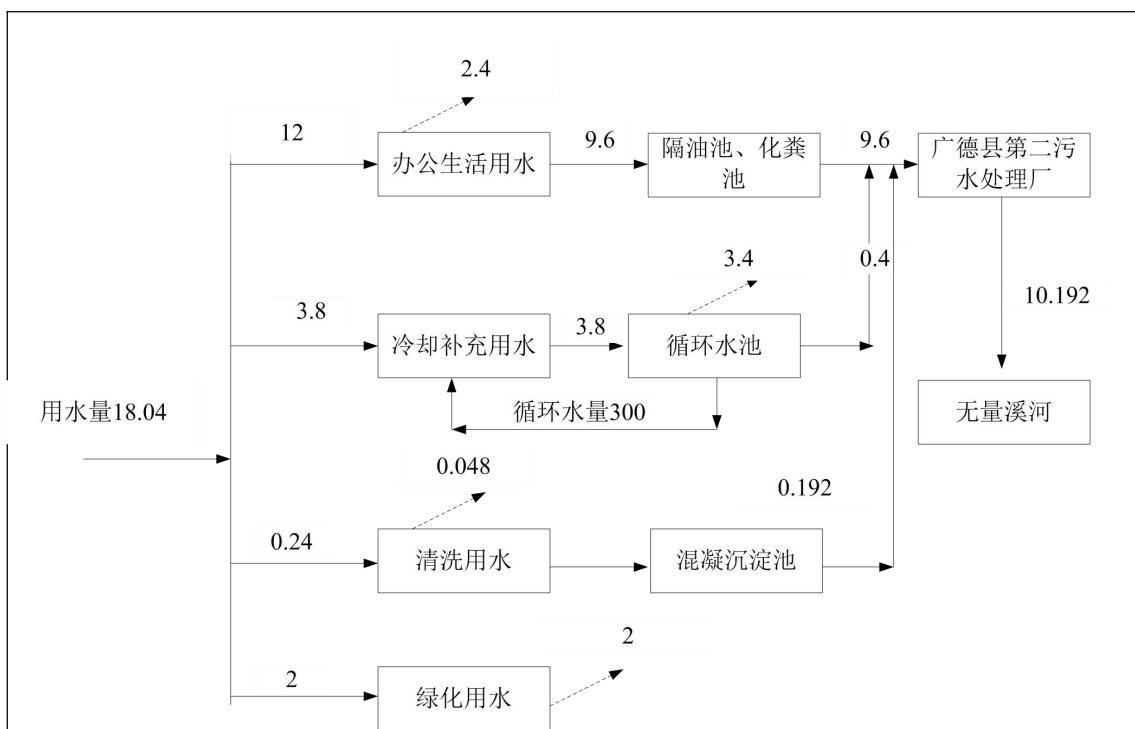 2.4
12
办公生活用水
9.6
隔油池、化粪
池
9.6
广德县第二污
水处理厂
3.4
0.4
10.192
3.8
冷却补充用水
3.8
循环水池
无量溪河
用水量18.04
循环水量300
0.048
0.192
0.24
清洗用水
混凝沉淀池
2
2
绿化用水